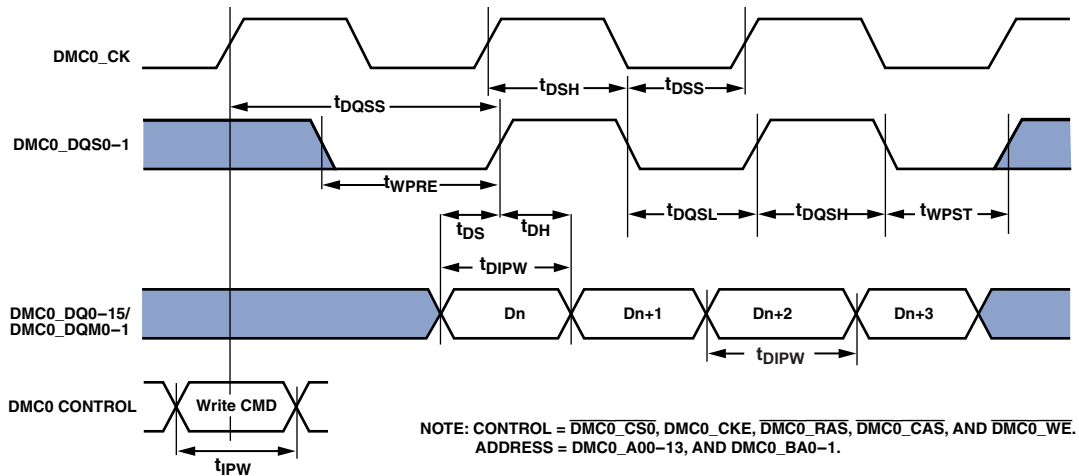 DMC0_CK
tDSH
tDSS
tDQSS
DMC0_DQS0–1
tWPRE
tDQSL
tDQSH
tWPST
tDS
tDH
tDIPW
DMC0_DQ0–15/
DMC0_DQM0–1
Dn
Dn+1
Dn+2
Dn+3
tDIPW
DMC0 CONTROL
Write CMD
tIPW
NOTE: CONTROL = DMC0_CS0, DMC0_CKE, DMC0_RAS, DMC0_CAS, AND DMC0_WE.
ADDRESS = DMC0_A00–13, AND DMC0_BA0–1.